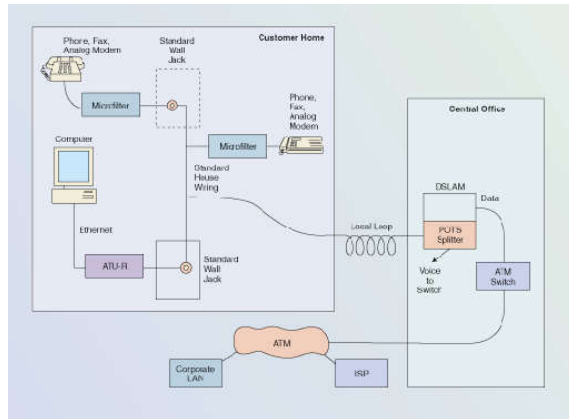 Customer Home
Phone, Fax,
Analog Modem
Standard
Wall
Jack
Microfilter
Phone,
Fax,
Analog
Modem
Microfilter
Computer
Standard
House
Wiring
Ethernet
ATU-R
Standard
Wall
Jack
Local Loop
Central Office
DSLAM
Data
POTS
Splitter
Voice
to
Switch
ATM
Switch
ATM
Corporate
LAN
ISP